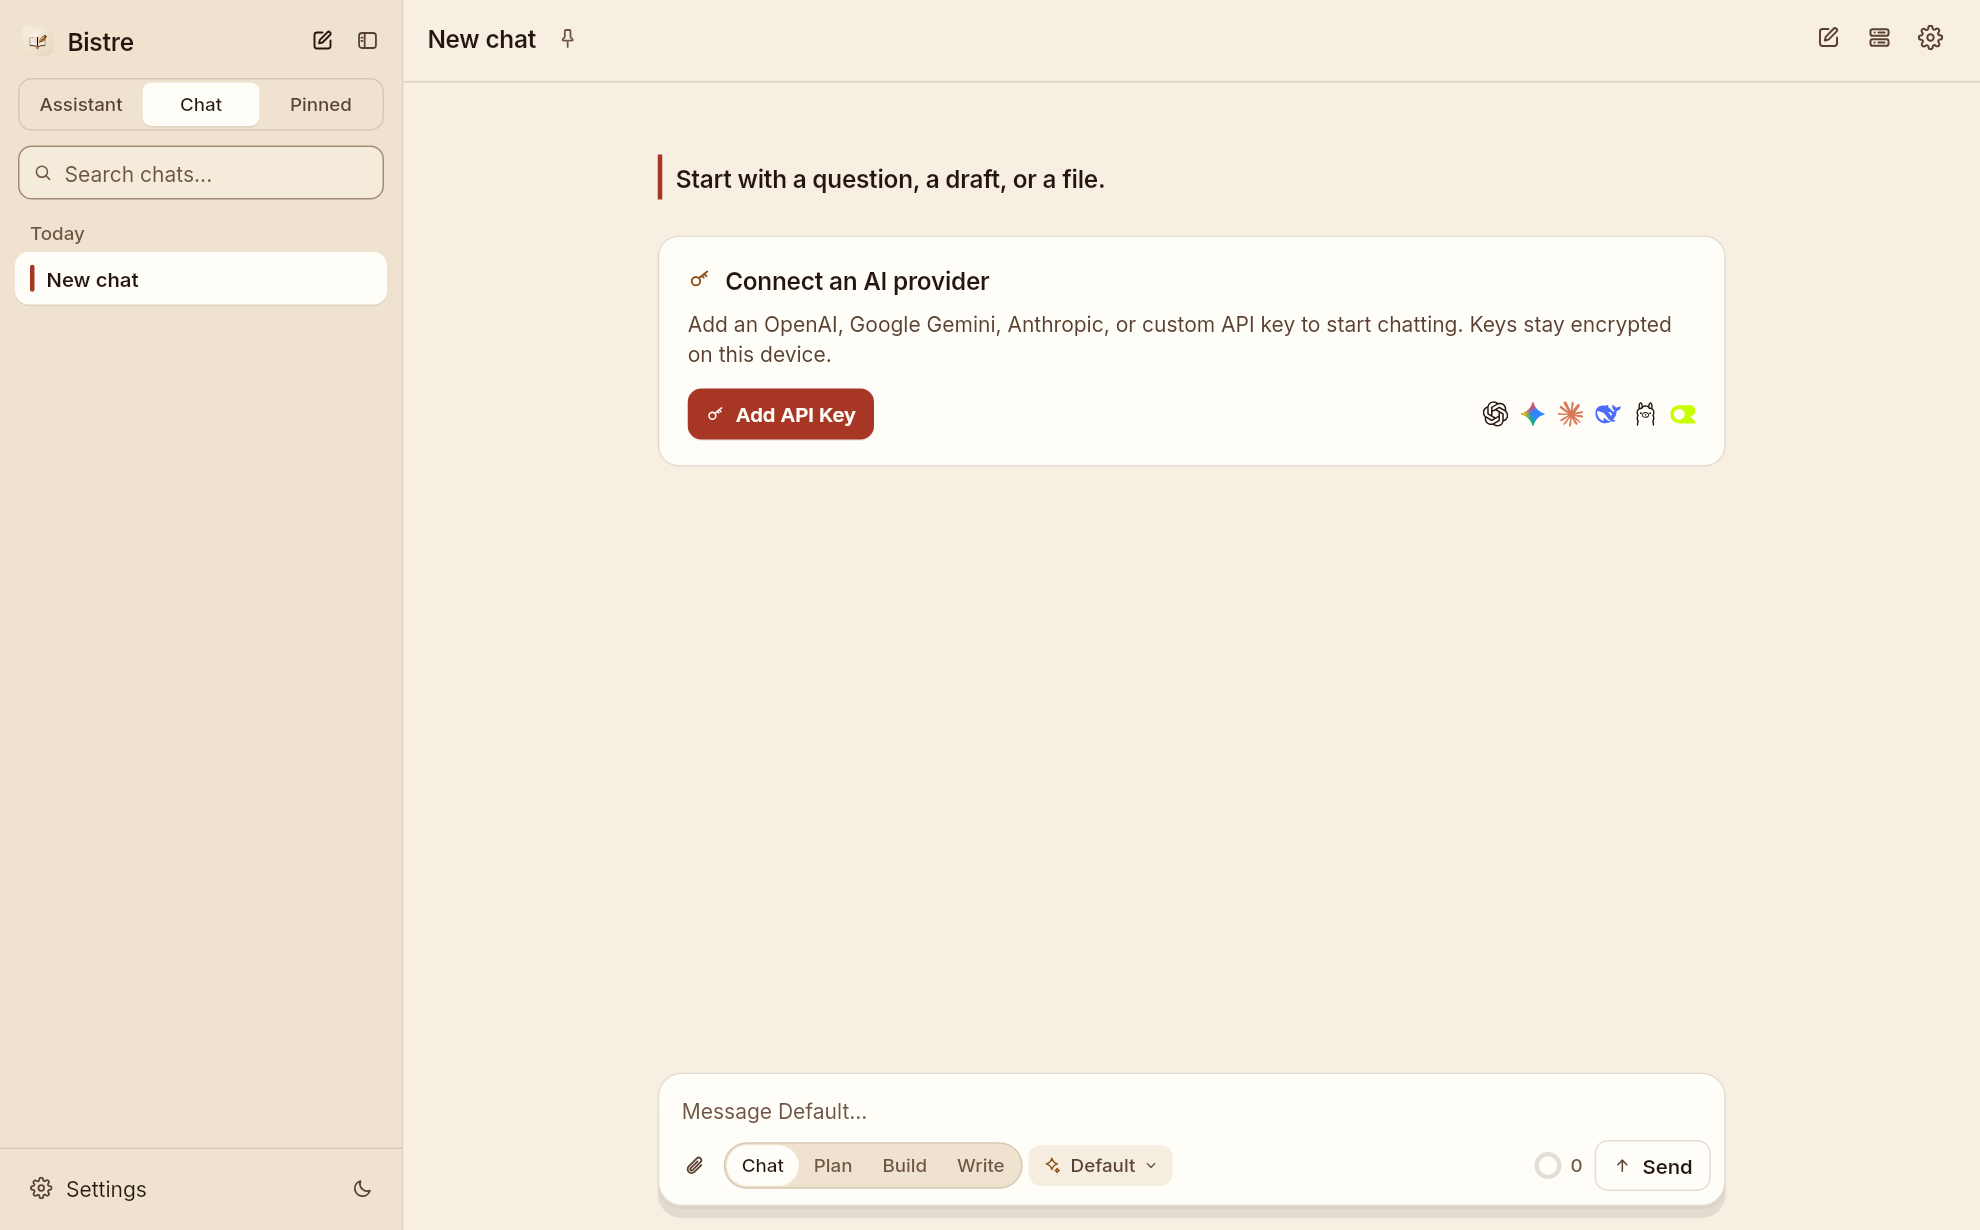 Bistre
Assistant
Chat
Pinned
Search chats...
Today
New chat
Settings
New chat
Start with a question, a draft, or a file.
Connect an AI provider
Add an OpenAI, Google Gemini, Anthropic, or custom API key to start chatting. Keys stay encrypted
on this device.
Add API Key
Message Default...
Chat
Plan
Build
Write
Default
0
Send